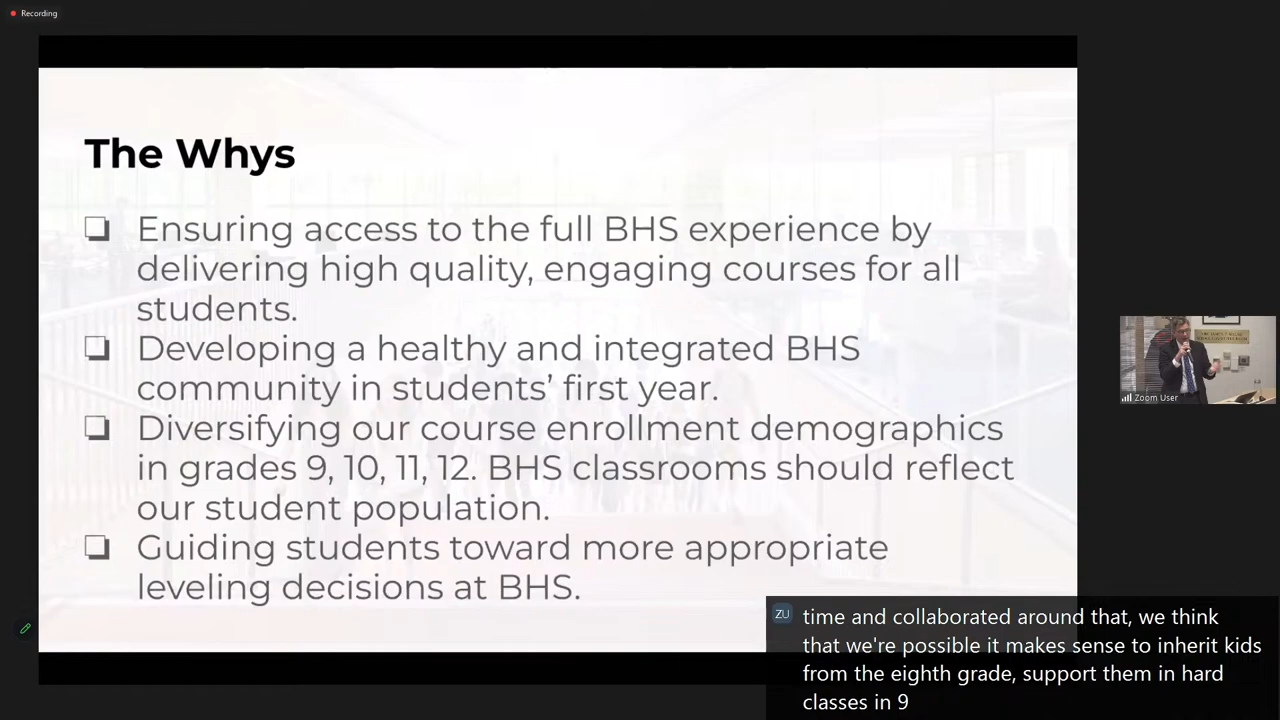 Recording
The Whys
Ensuring access to the full BHS experience by
delivering high quality, engaging courses for all
students.
Developing a healthy and integrated BHS
community in students’ first year.
Diversifying our course enrollment demographics
in grades 9, 10, 11, 12. BHS classrooms should reflect
our student population.
Guiding students toward more appropriate
leveling decisions at BHS.
Zoom User
ZU
time and collaborated around that, we think
that we're possible it makes sense to inherit kids
from the eighth grade, support them in hard
classes in 9